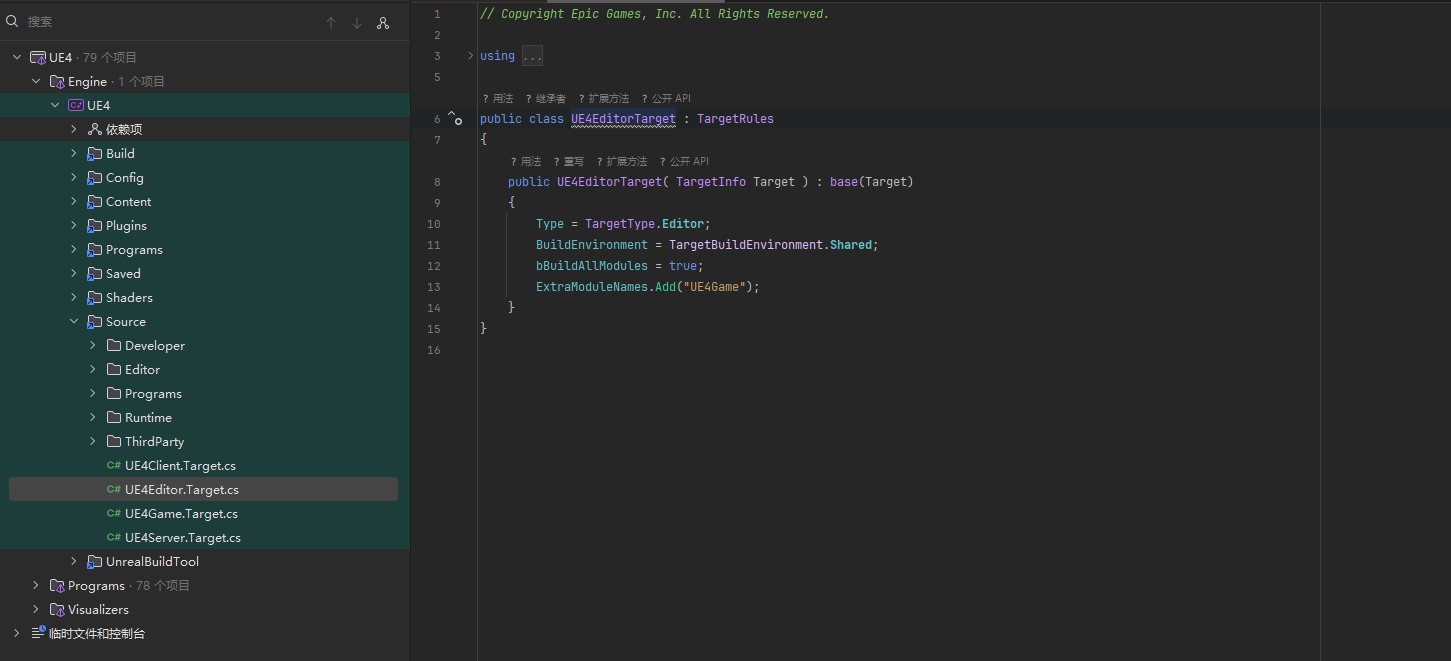 搜索
UE4 · 79 个项目
Engine · 1 个项目
C# UE4
依赖项
Build
Config
Content
Plugins
Programs
Saved
Shaders
Source
Developer
Editor
Programs
Runtime
ThirdParty
C# UE4Client.Target.cs
C# UE4Editor.Target.cs
C# UE4Game.Target.cs
C# UE4Server.Target.cs
UnrealBuildTool
Programs · 78 个项目
Visualizers
临时文件和控制台
1 // Copyright Epic Games, Inc. All Rights Reserved.
2
3 using ...
5
? 用法 ? 继承者 ? 扩展方法 ? 公开 API
6 public class UE4EditorTarget : TargetRules
7 {
? 用法 ? 重写 ? 扩展方法 ? 公开 API
8 public UE4EditorTarget( TargetInfo Target ) : base(Target)
9 {
10 Type = TargetType.Editor;
11 BuildEnvironment = TargetBuildEnvironment.Shared;
12 bBuildAllModules = true;
13 ExtraModuleNames.Add("UE4Game");
14 }
15 }
16